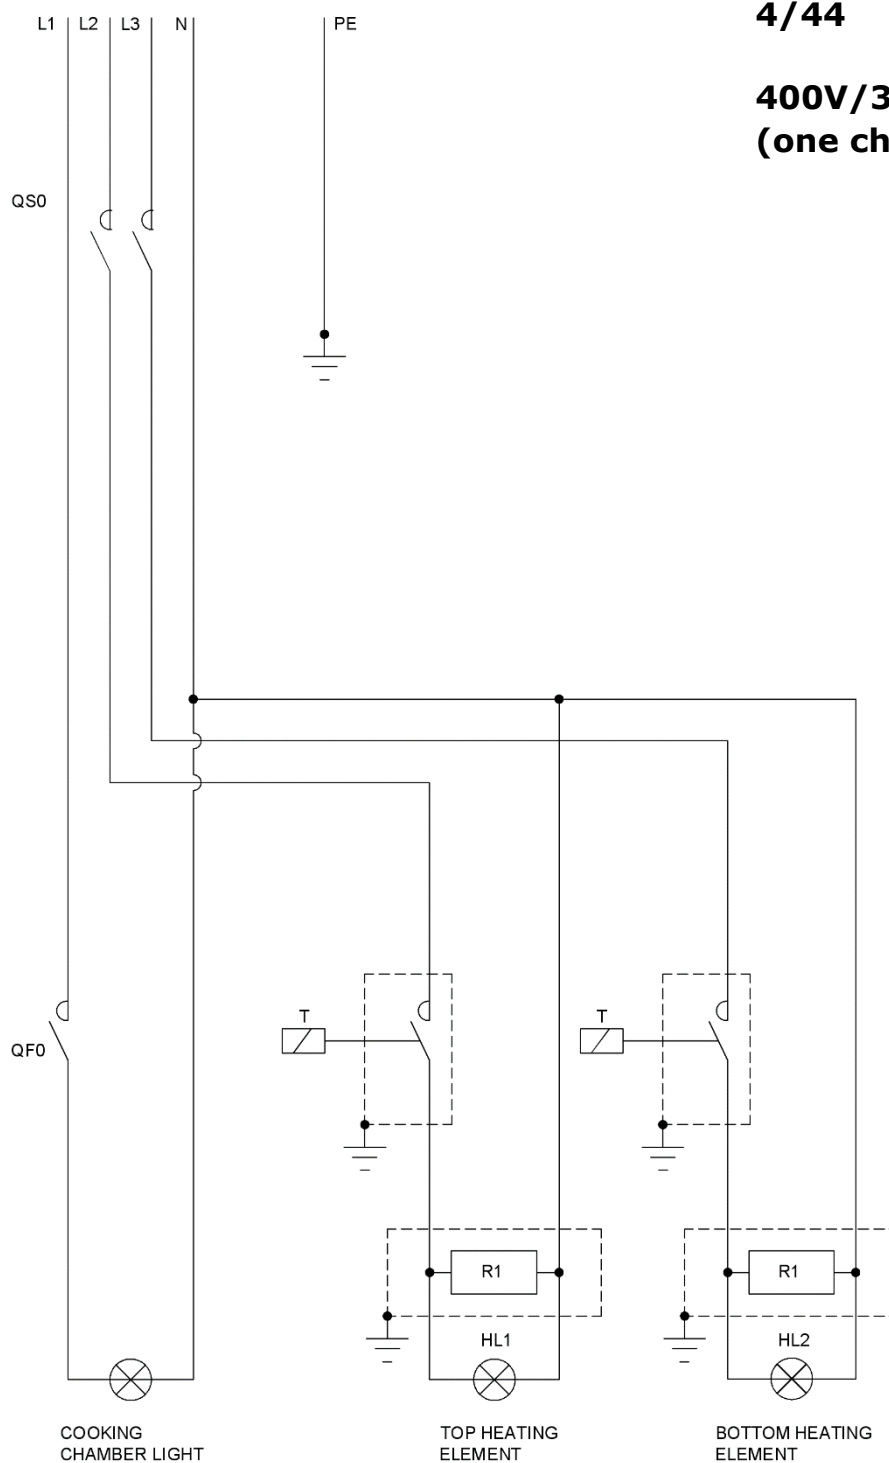 L1 L2 L3 N PE
4/44
400V/3
(one ch
QS0
QF0
T T
R1 R1
HL1 HL2
COOKING
CHAMBER LIGHT
TOP HEATING
ELEMENT
BOTTOM HEATING
ELEMENT